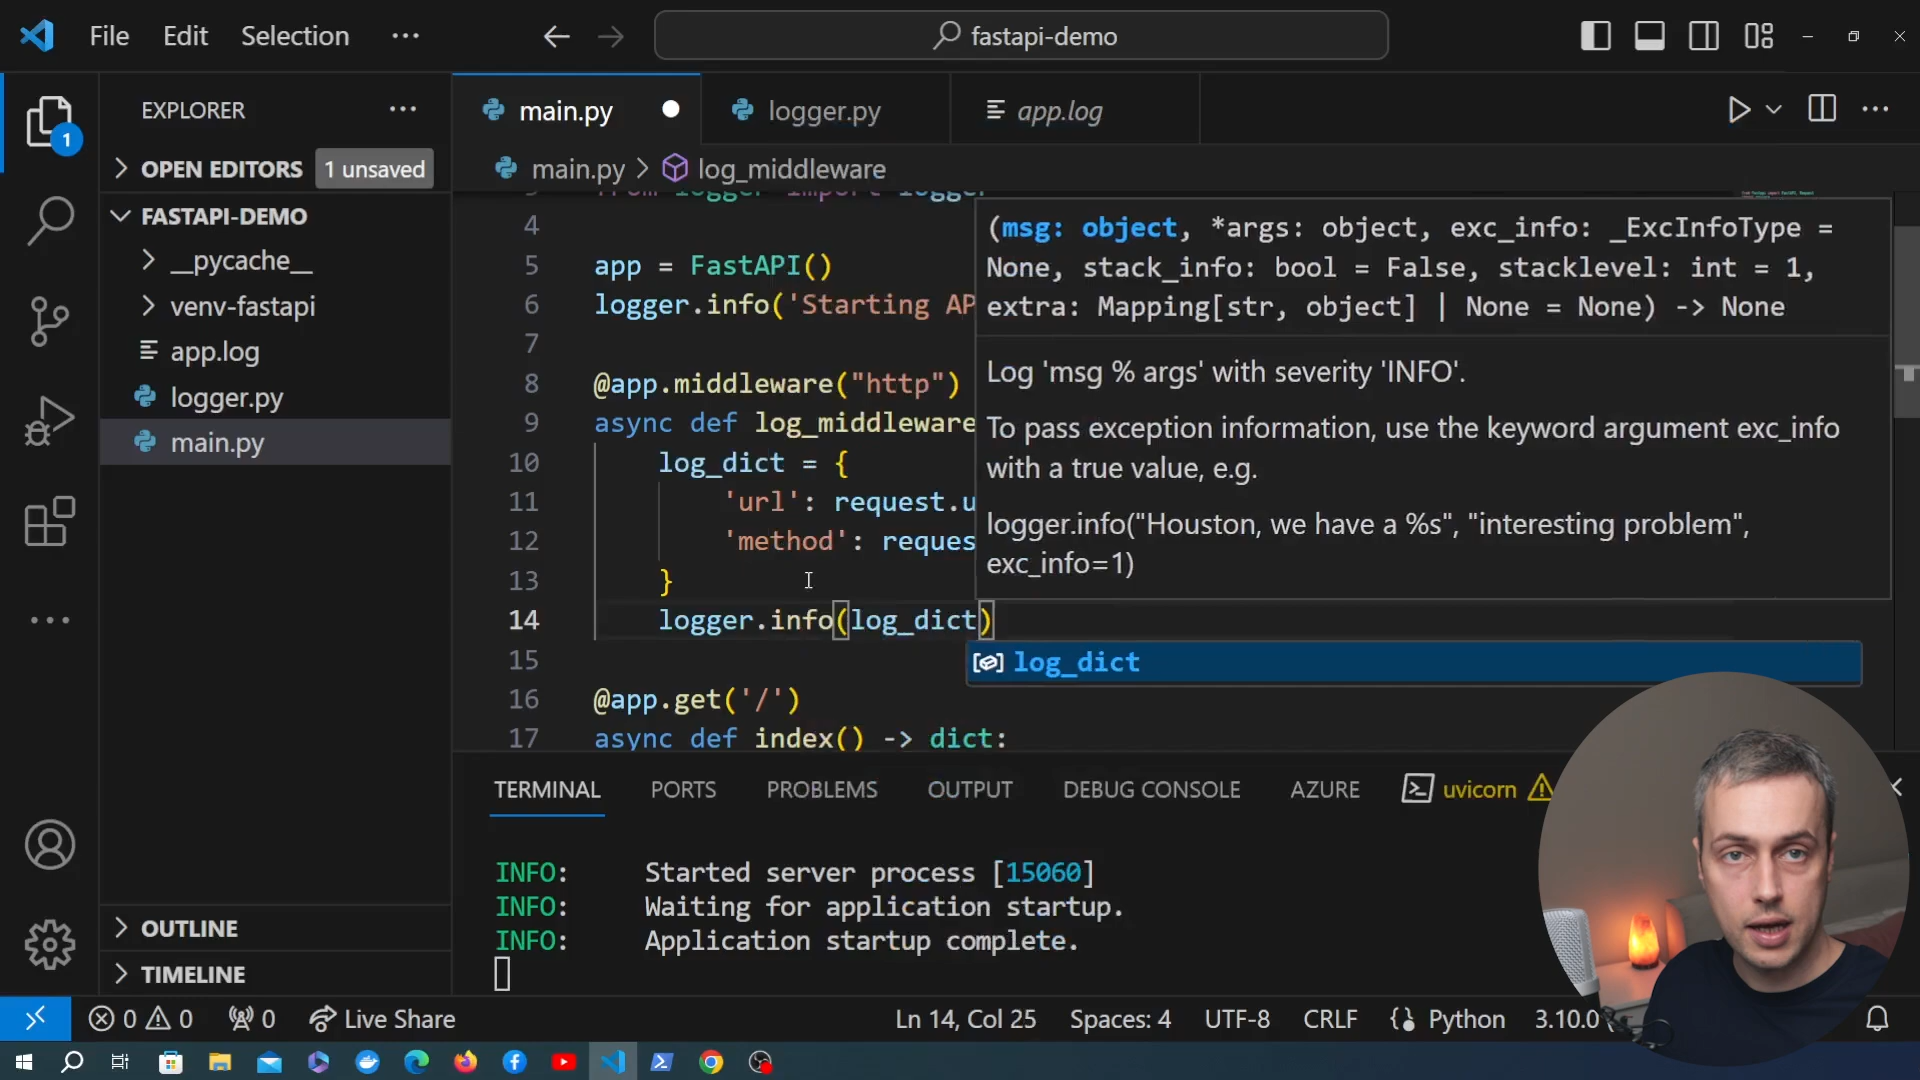 File Edit Selection ···
fastapi-demo
1
EXPLORER ···
OPEN EDITORS 1 unsaved
FASTAPI-DEMO
__pycache__
venv-fastapi
app.log
logger.py
main.py
OUTLINE
TIMELINE
main.py logger.py app.log
main.py > log_middleware
from logger import logger
4
5 app = FastAPI()
6 logger.info('Starting AP
7
8 @app.middleware("http")
9 async def log_middleware
10 log_dict = {
11 'url': request.u
12 'method': reques
13 }
14 logger.info(log_dict)
15
16 @app.get('/')
17 async def index() -> dict:
(msg: object, *args: object, exc_info: _ExcInfoType =
None, stack_info: bool = False, stacklevel: int = 1,
extra: Mapping[str, object] | None = None) -> None
Log 'msg % args' with severity 'INFO'.
To pass exception information, use the keyword argument exc_info
with a true value, e.g.
logger.info("Houston, we have a %s", "interesting problem",
exc_info=1)
log_dict
TERMINAL PORTS PROBLEMS OUTPUT DEBUG CONSOLE AZURE uvicorn
INFO: Started server process [15060]
INFO: Waiting for application startup.
INFO: Application startup complete.
0 0 0 Live Share Ln 14, Col 25 Spaces: 4 UTF-8 CRLF Python 3.10.0